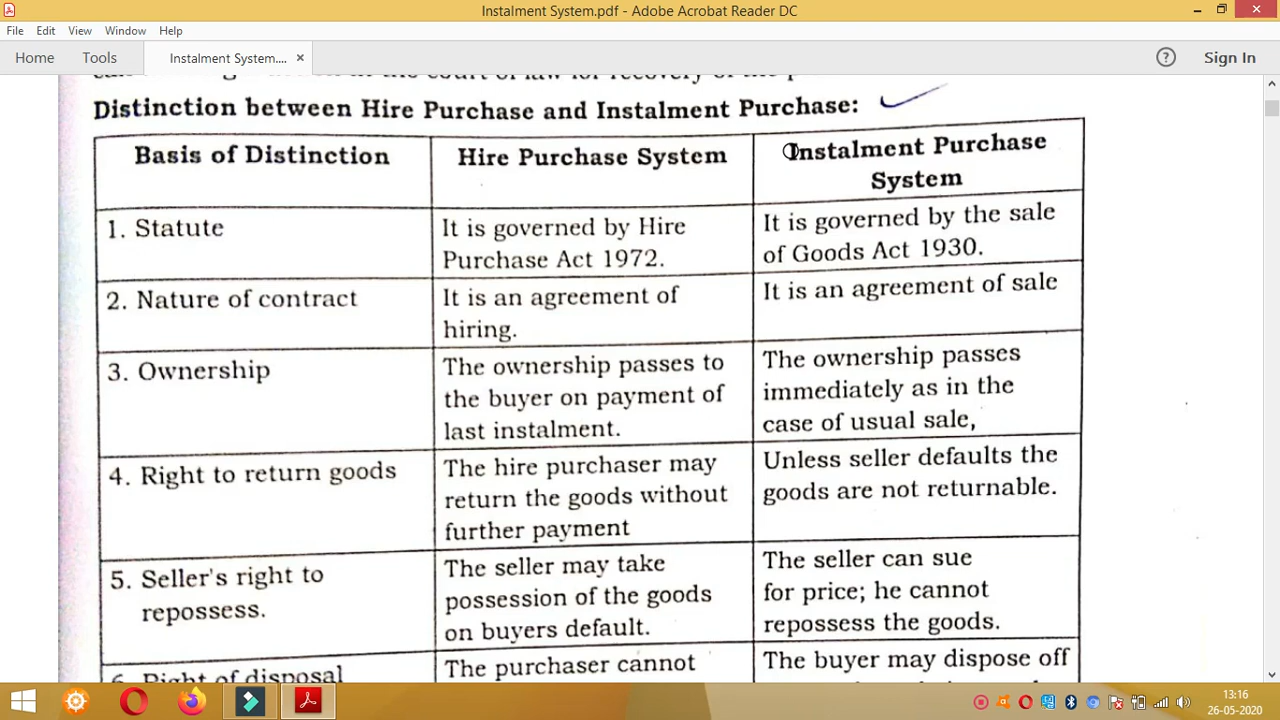 Instalment System.pdf - Adobe Acrobat Reader DC
File Edit View Window Help
Home Tools Instalment System.... × ? Sign In
Distinction between Hire Purchase and Instalment Purchase:
Basis of Distinction
Hire Purchase System
Instalment Purchase
System
1. Statute
It is governed by Hire
Purchase Act 1972.
It is governed by the sale
of Goods Act 1930.
2. Nature of contract
It is an agreement of
hiring.
It is an agreement of sale
3. Ownership
The ownership passes to
the buyer on payment of
last instalment.
The ownership passes
immediately as in the
case of usual sale,
4. Right to return goods
The hire purchaser may
return the goods without
further payment
Unless seller defaults the
goods are not returnable.
5. Seller's right to
repossess.
The seller may take
possession of the goods
on buyers default.
The seller can sue
for price; he cannot
repossess the goods.
6. Right of disposal
The purchaser cannot
The buyer may dispose off
13:16
26-05-2020